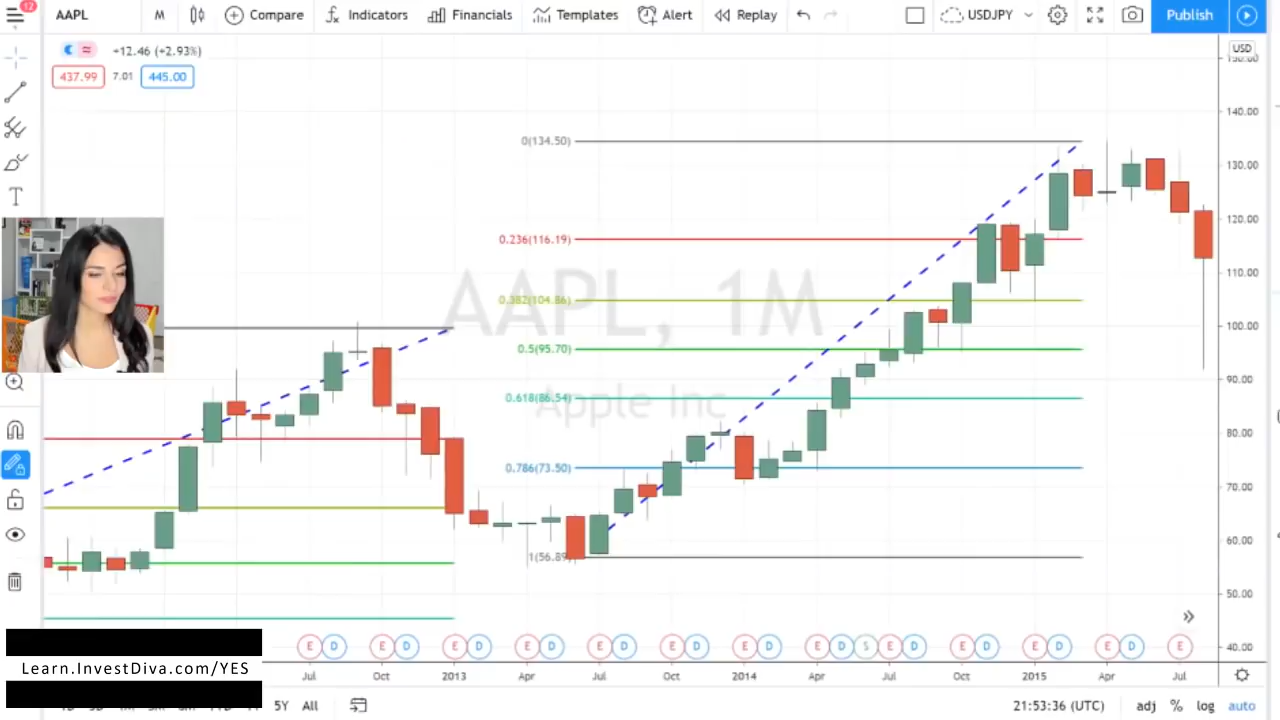 12
AAPL M Compare Indicators Financials Templates Alert Replay USDJPY Publish
+12.46 (+2.93%)
437.99 7.01 445.00
USD
150.00
140.00
130.00
120.00
110.00
100.00
90.00
80.00
70.00
60.00
50.00
40.00
0(134.50)
0.236(116.19)
0.382(104.86)
0.5(95.70)
0.618(86.54)
0.786(73.50)
1(56.89
AAPL, 1M
Apple Inc
E D E D E D E D E D E D E D E D S E D E D E D E D E
Jul Oct 2013 Apr Jul Oct 2014 Apr Jul Oct 2015 Apr Jul
Learn.InvestDiva.com/YES
5Y All 21:53:36 (UTC) adj % log auto